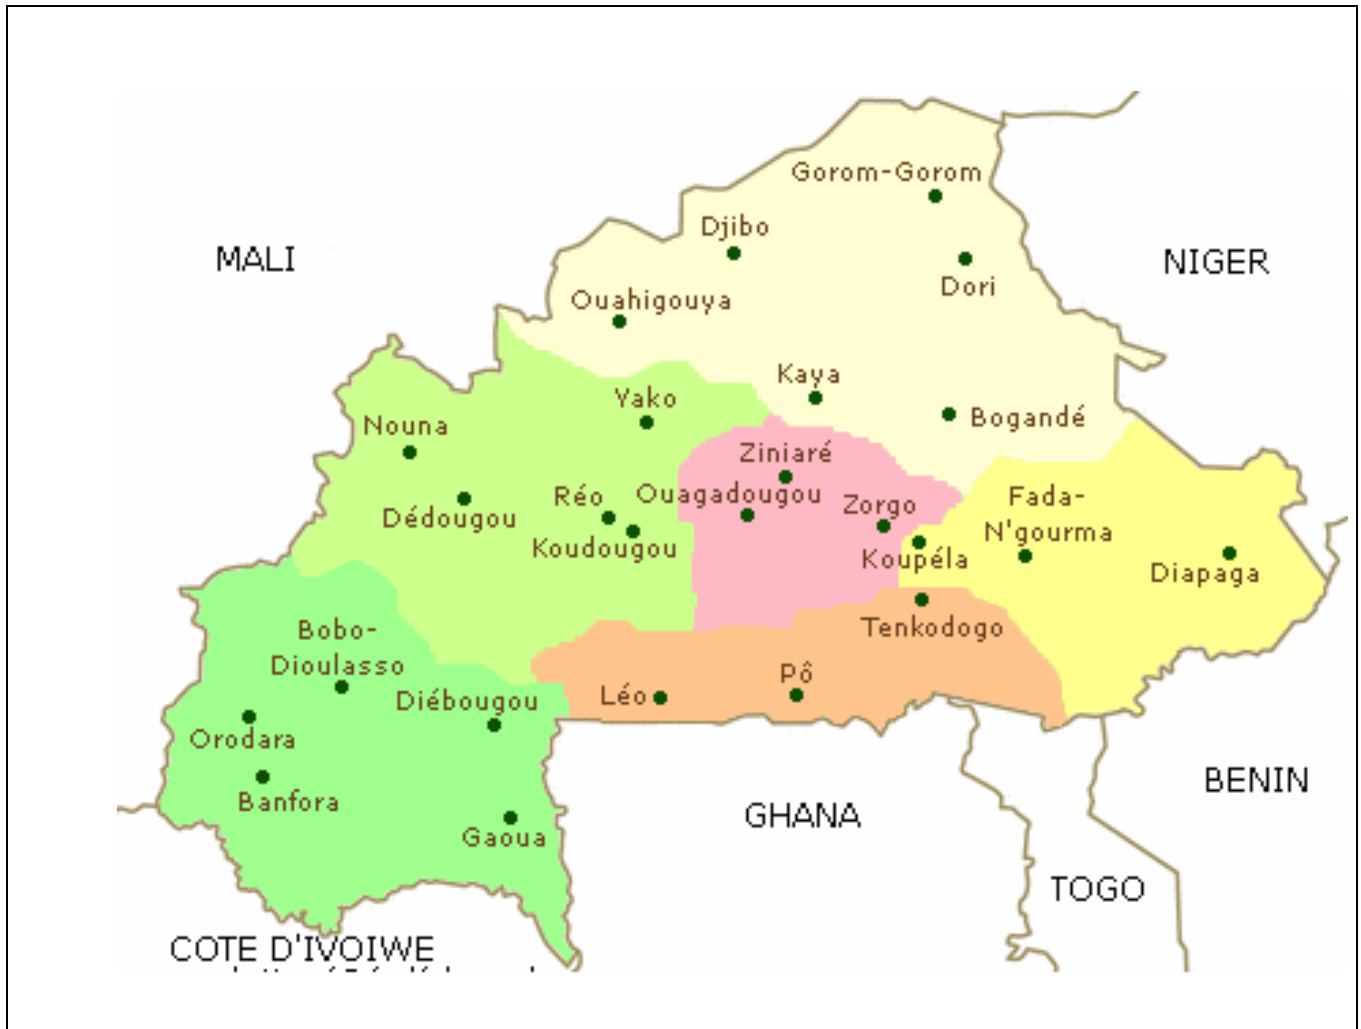 Gorom-Gorom
Djibo
MALI
NIGER
Dori
Ouahigouya
Kaya
Yako
Bogandé
Nouna
Ziniaré
Ouagadougou
Réo
Zorgo
Fada-
N'gourma
Dédougou
Koudougou
Koupéla
Diapaga
Tenkodogo
Bobo-
Dioulasso
Pô
Léo
Diébougou
Orodara
Banfora
BENIN
GHANA
Gaoua
TOGO
COTE D'IVOIWE